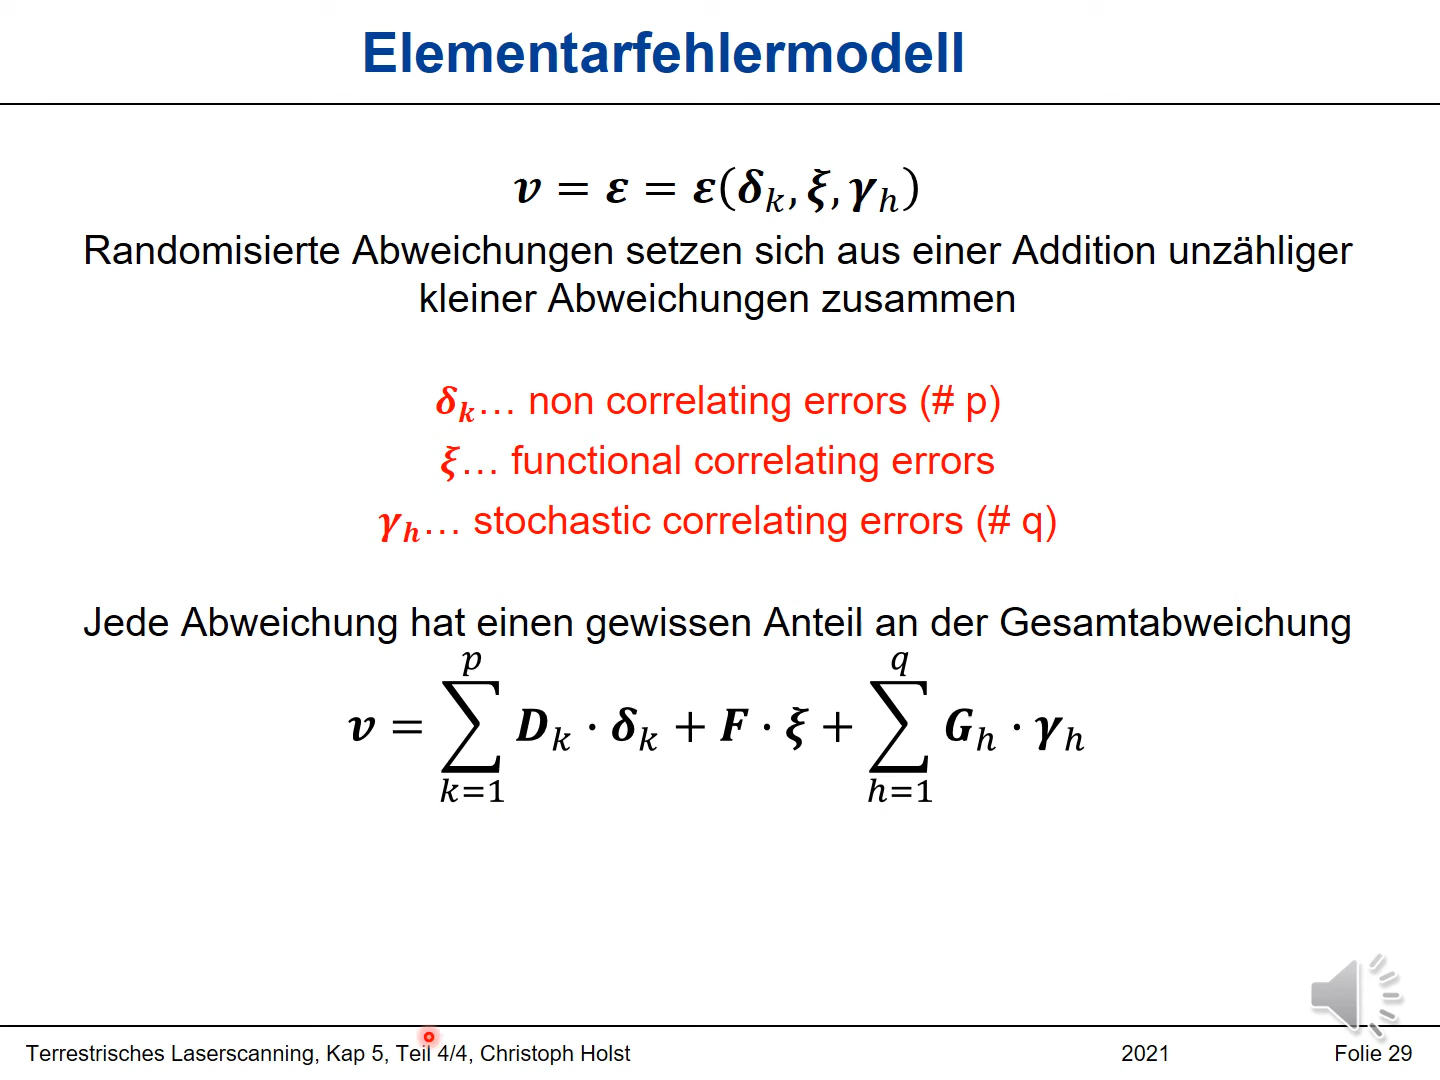 Elementarfehlermodell
𝒗 = 𝜺 = 𝜺(𝜹ₖ, 𝝃, 𝜸ₕ)
Randomisierte Abweichungen setzen sich aus einer Addition unzähliger
kleiner Abweichungen zusammen
𝜹ₖ… non correlating errors (# p)
𝝃… functional correlating errors
𝜸ₕ… stochastic correlating errors (# q)
Jede Abweichung hat einen gewissen Anteil an der Gesamtabweichung
𝒗 = ∑_{k=1}^{p} 𝑫ₖ · 𝜹ₖ + 𝑭 · 𝝃 + ∑_{h=1}^{q} 𝑮ₕ · 𝜸ₕ
Terrestrisches Laserscanning, Kap 5, Teil 4/4, Christoph Holst 2021 Folie 29